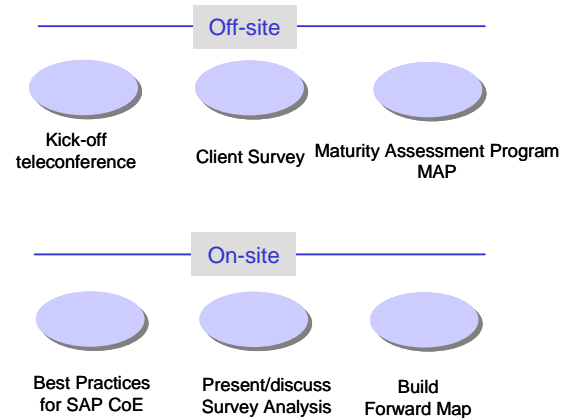 Off-site
Kick-off
teleconference
Client Survey
Maturity Assessment Program
MAP
On-site
Best Practices
for SAP CoE
Present/discuss
Survey Analysis
Build
Forward Map